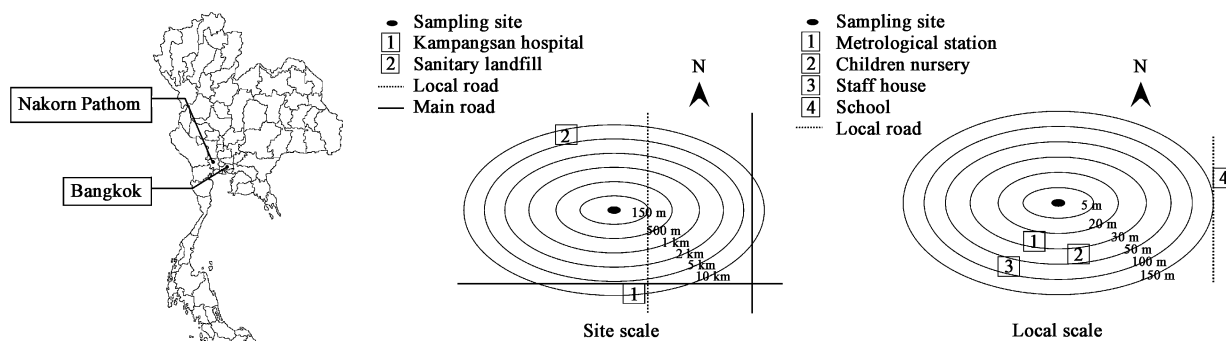 Nakorn Pathom
Bangkok
Sampling site
1 Kampangsan hospital
2 Sanitary landfill
Local road
Main road
N
2
150 m
500 m
1 km
2 km
5 km
10 km
1
Site scale
Sampling site
1 Metrological station
2 Children nursery
3 Staff house
4 School
Local road
N
4
5 m
20 m
30 m
1
50 m
2
100 m
3
150 m
Local scale